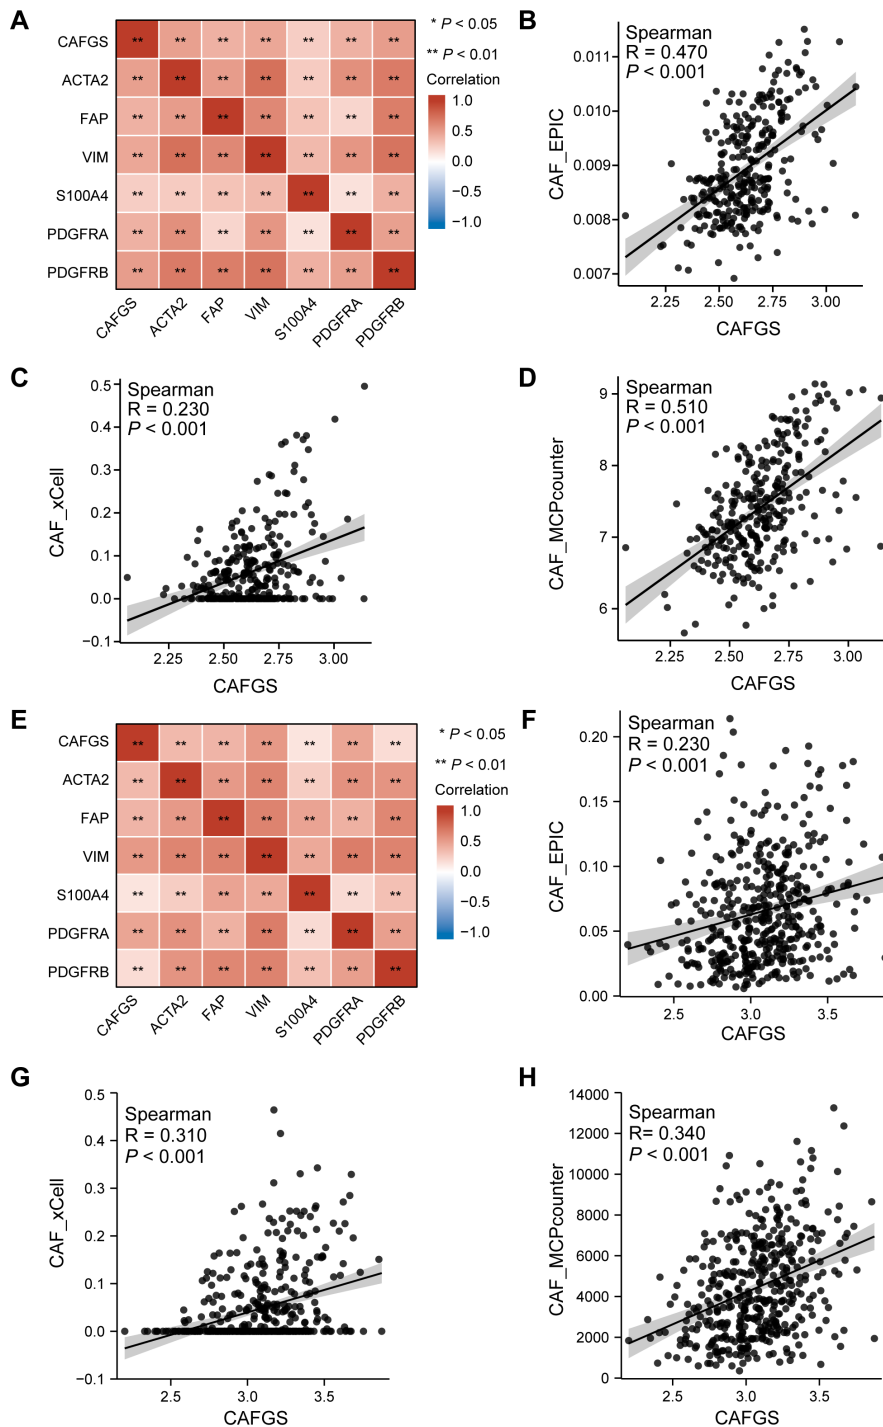 A
CAFGS
ACTA2
FAP
VIM
S100A4
PDGFRA
PDGFRB
** ** ** ** ** ** **
** ** ** ** ** ** **
** ** ** ** ** ** **
** ** ** ** ** ** **
** ** ** ** ** ** **
** ** ** ** ** ** **
** ** ** ** ** ** **
CAFGS ACTA2 FAP VIM S100A4 PDGFRA PDGFRB
* P < 0.05
** P < 0.01
Correlation
1.0
0.5
0.0
−0.5
−1.0
B
Spearman
R = 0.470
P < 0.001
CAF_EPIC
0.011
0.010
0.009
0.008
0.007
2.25 2.50 2.75 3.00
CAFGS
C
Spearman
R = 0.230
P < 0.001
CAF_xCell
0.5
0.4
0.3
0.2
0.1
0.0
−0.1
2.25 2.50 2.75 3.00
CAFGS
D
Spearman
R = 0.510
P < 0.001
CAF_MCPcounter
9
8
7
6
2.25 2.50 2.75 3.00
CAFGS
E
CAFGS
ACTA2
FAP
VIM
S100A4
PDGFRA
PDGFRB
** ** ** ** ** ** **
** ** ** ** ** ** **
** ** ** ** ** ** **
** ** ** ** ** ** **
** ** ** ** ** ** **
** ** ** ** ** ** **
** ** ** ** ** ** **
CAFGS ACTA2 FAP VIM S100A4 PDGFRA PDGFRB
* P < 0.05
** P < 0.01
Correlation
1.0
0.5
0.0
−0.5
−1.0
F
Spearman
R = 0.230
P < 0.001
CAF_EPIC
0.20
0.15
0.10
0.05
0.00
2.5 3.0 3.5
CAFGS
G
Spearman
R = 0.310
P < 0.001
CAF_xCell
0.5
0.4
0.3
0.2
0.1
0.0
−0.1
2.5 3.0 3.5
CAFGS
H
Spearman
R= 0.340
P < 0.001
CAF_MCPcounter
14000
12000
10000
8000
6000
4000
2000
0
2.5 3.0 3.5
CAFGS